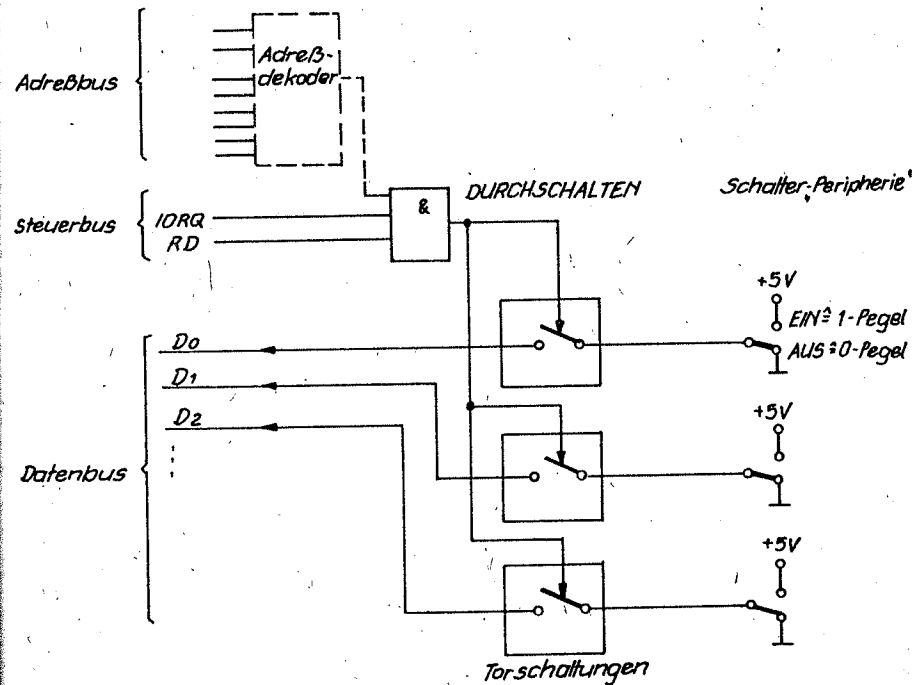 Adreßbus
Adreß-
dekoder
Steuerbus
IORQ
RD
&
DURCHSCHALTEN
Schalter-„Peripherie“
+5V
EIN ≙ 1-Pegel
AUS ≙ 0-Pegel
Datenbus
D0
D1
D2
+5V
+5V
Torschaltungen